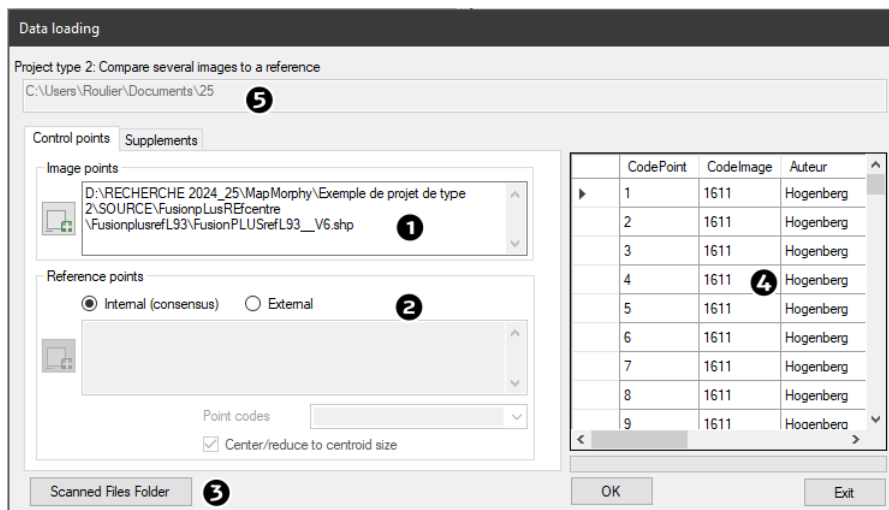 Data loading
Project type 2: Compare several images to a reference
C:\Users\Roulier\Documents\25
5
Control points
Supplements
Image points
D:\RECHERCHE 2024_25\MapMorphy\Exemple de projet de type
2\SOURCE\FusionpLusREfcentre
\FusionplusrefL93\FusionPLUSrefL93__V6.shp
1
Reference points
Internal (consensus)
External
2
Point codes
Center/reduce to centroid size
CodePoint CodeImage Auteur
1 1611 Hogenberg
2 1611 Hogenberg
3 1611 Hogenberg
4 1611 Hogenberg
4
5 1611 Hogenberg
6 1611 Hogenberg
7 1611 Hogenberg
8 1611 Hogenberg
9 1611 Hogenberg
Scanned Files Folder
3
OK
Exit